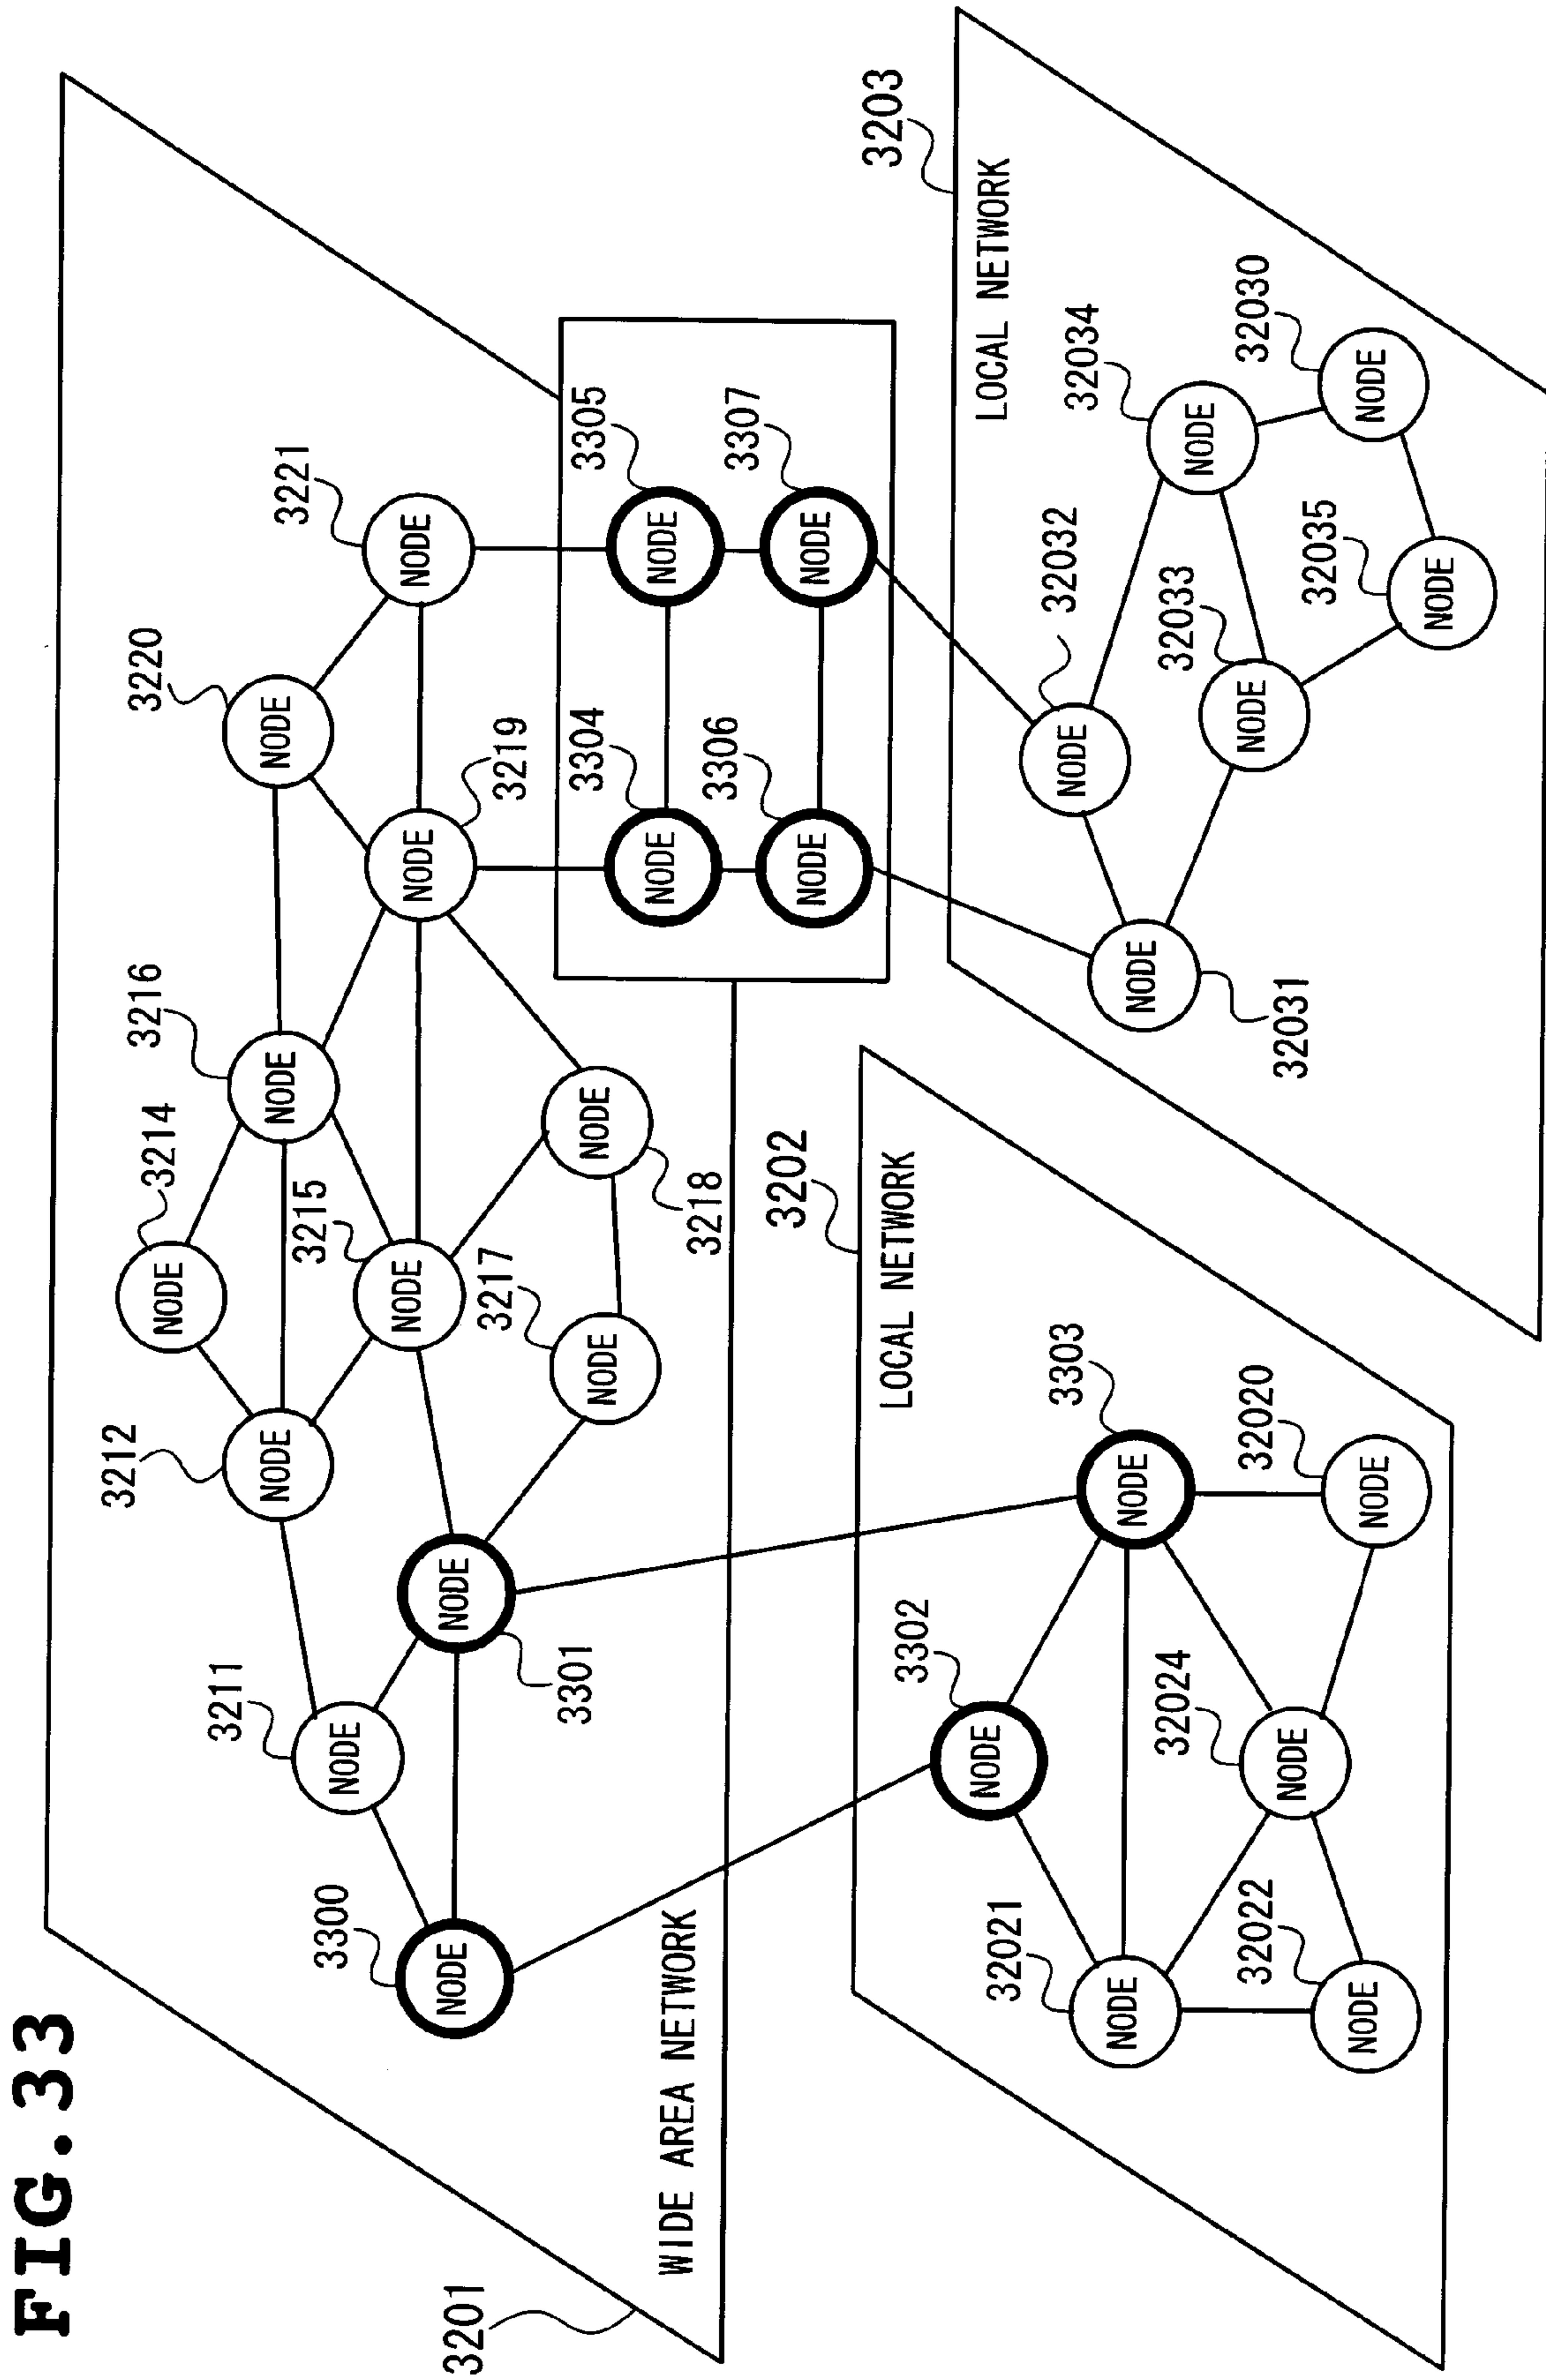 FIG.33
3201
WIDE AREA NETWORK
3300
NODE
3211
NODE
3301
NODE
3212
NODE
3214
NODE
3215
NODE
3216
NODE
3217
NODE
3218
NODE
3219
NODE
3220
NODE
3221
NODE
3304
NODE
3305
NODE
3306
NODE
3307
NODE
3202
LOCAL NETWORK
3302
NODE
3303
NODE
32021
NODE
32024
NODE
32022
NODE
32020
NODE
3203
LOCAL NETWORK
32032
NODE
32034
NODE
32031
NODE
32033
NODE
32030
NODE
32035
NODE